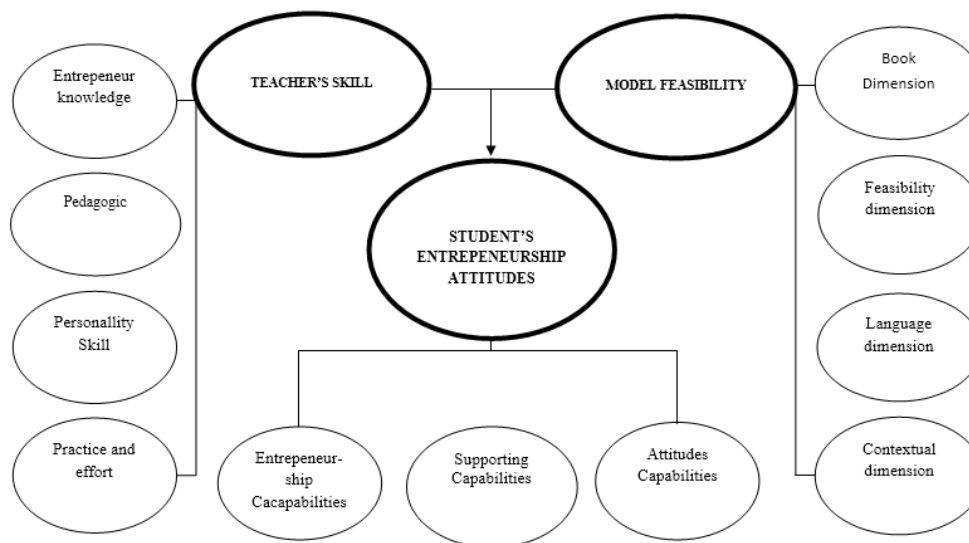 Entrepeneur
knowledge
TEACHER'S SKILL
MODEL FEASIBILITY
Book
Dimension
Pedagogic
Feasibility
dimension
STUDENT'S
ENTREPENEURSHIP
ATTITUDES
Personallity
Skill
Language
dimension
Practice and
effort
Entrepeneur-
ship
Cacapabilities
Supporting
Capabilities
Attitudes
Capabilities
Contextual
dimension